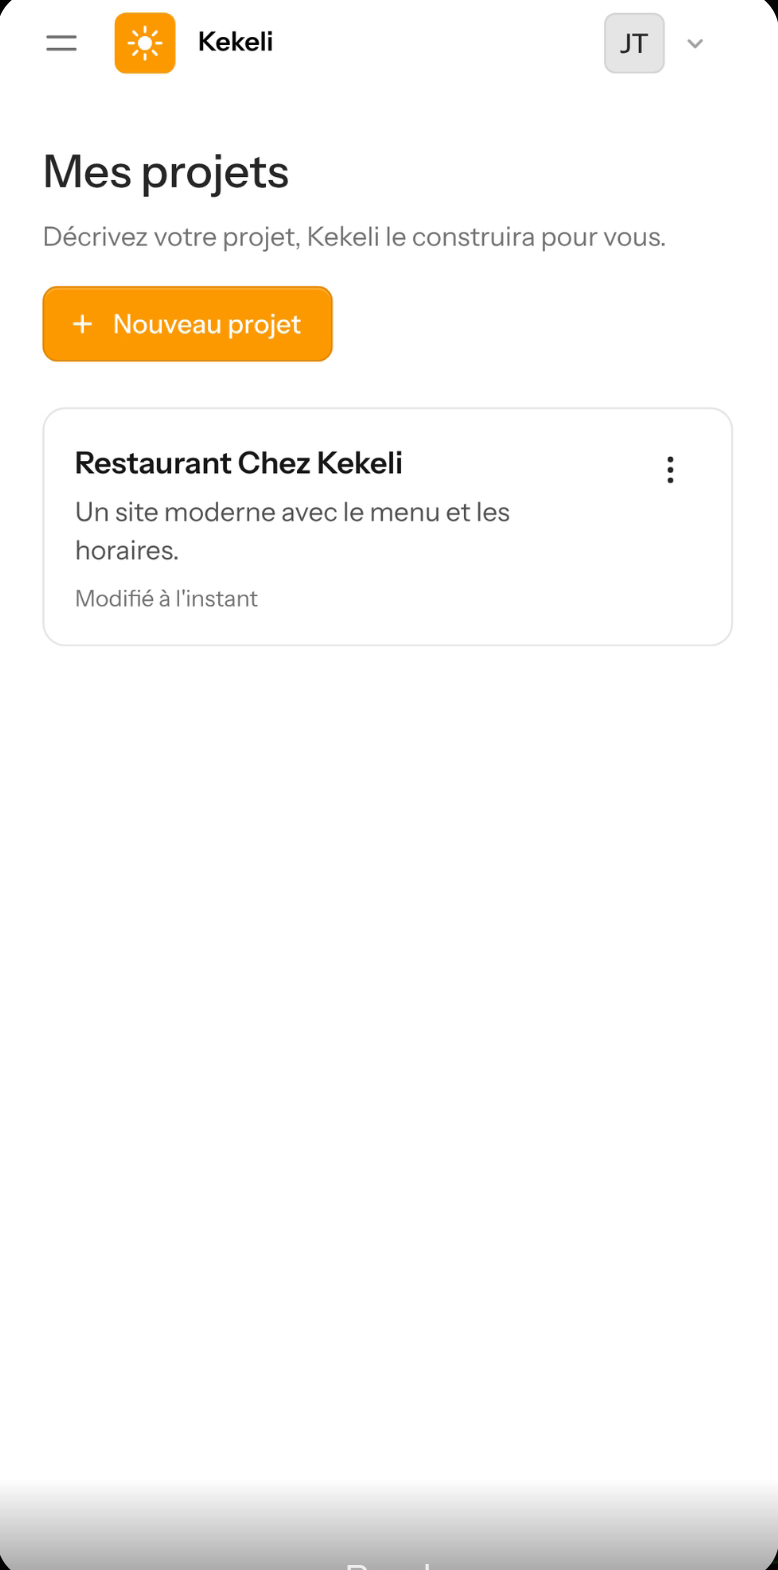 Kekeli
JT
Mes projets
Décrivez votre projet, Kekeli le construira pour vous.
+ Nouveau projet
Restaurant Chez Kekeli
Un site moderne avec le menu et les
horaires.
Modifié à l'instant